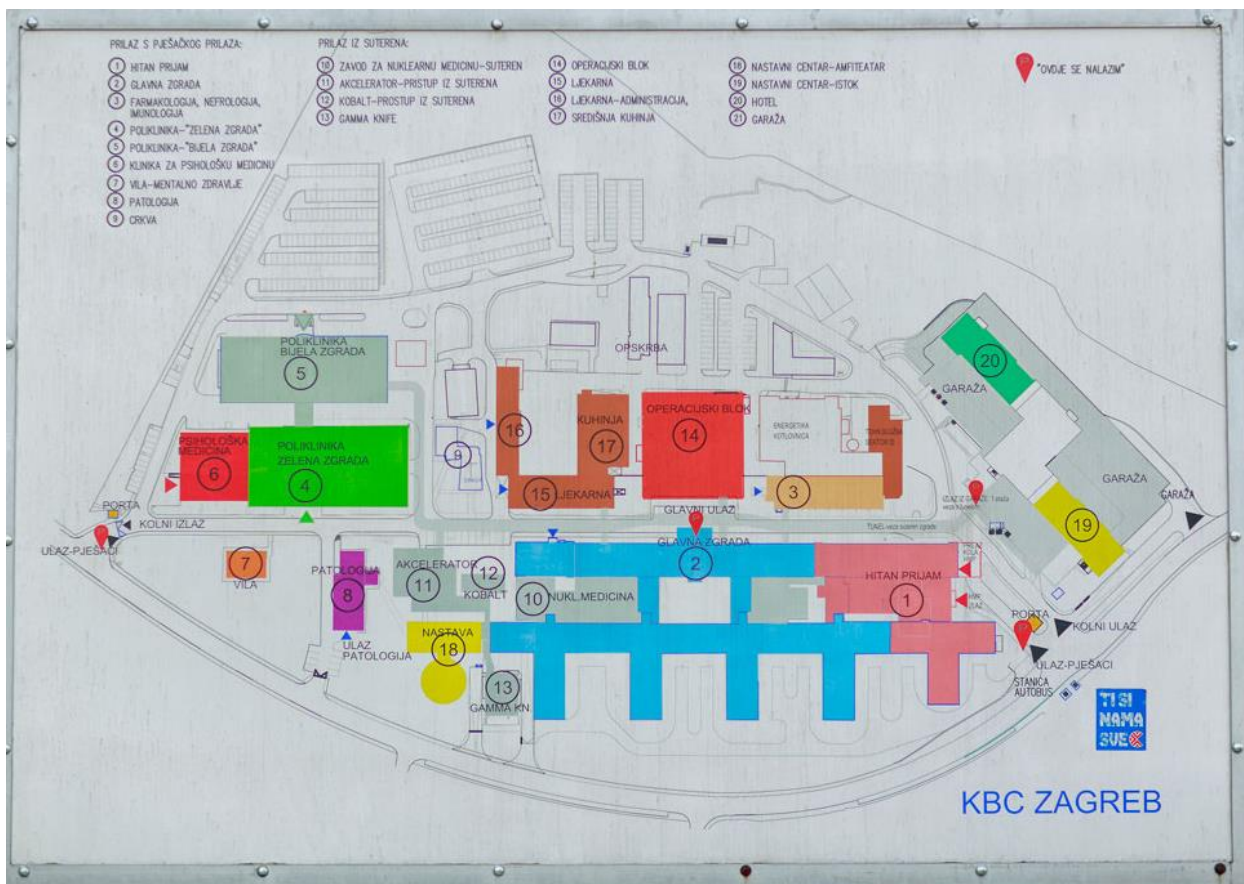 PRILAZ S PJEŠAČKOG PRILAZA:
1 HITAN PRIJAM
2 GLAVNA ZGRADA
3 FARMAKOLOGIJA, NEFROLOGIJA,
IMUNOLOGIJA
4 POLIKLINIKA-"ZELENA ZGRADA"
5 POLIKLINIKA-"BIJELA ZGRADA"
6 KLINIKA ZA PSIHOLOŠKU MEDICINU
7 VILA-MENTALNO ZDRAVLJE
8 PATOLOGIJA
9 CRKVA
PRILAZ IZ SUTERENA:
10 ZAVOD ZA NUKLEARNU MEDICINU-SUTEREN
11 AKCELERATOR-PRISTUP IZ SUTERENA
12 KOBALT-PROSTUP IZ SUTERENA
13 GAMMA KNIFE
14 OPERACIJSKI BLOK
15 LJEKARNA
16 LJEKARNA-ADMINISTRACIJA,
17 SREDIŠNJA KUHINJA
18 NASTAVNI CENTAR-AMFITEATAR
19 NASTAVNI CENTAR-ISTOK
20 HOTEL
21 GARAŽA
"OVDJE SE NALAZIM"
POLIKLINIKA
BIJELA ZGRADA
5
OPSKRBA
20
GARAŽA
PSIHOLOŠKA
MEDICINA
6
POLIKLINIKA
ZELENA ZGRADA
4
9
16
KUHINJA
17
OPERACIJSKI BLOK
14
ENERGETIKA
KOTLOVNICA
GARAŽA
GARAŽA
15 LJEKARNA
3
19
PORTA
KOLNI IZLAZ
ULAZ-PJEŠACI
GLAVNI ULAZ
GLAVNA ZGRADA
2
7
VILA
PATOLOGIJA
8
ULAZ
PATOLOGIJA
AKCELERATOR
11
12
KOBALT
10 NUKL.MEDICINA
HITAN PRIJAM
1
NASTAVA
18
13
GAMMA KN.
PORTA
KOLNI ULAZ
ULAZ-PJEŠACI
STANICA
AUTOBUS
TI SI
NAMA
SVE
KBC ZAGREB